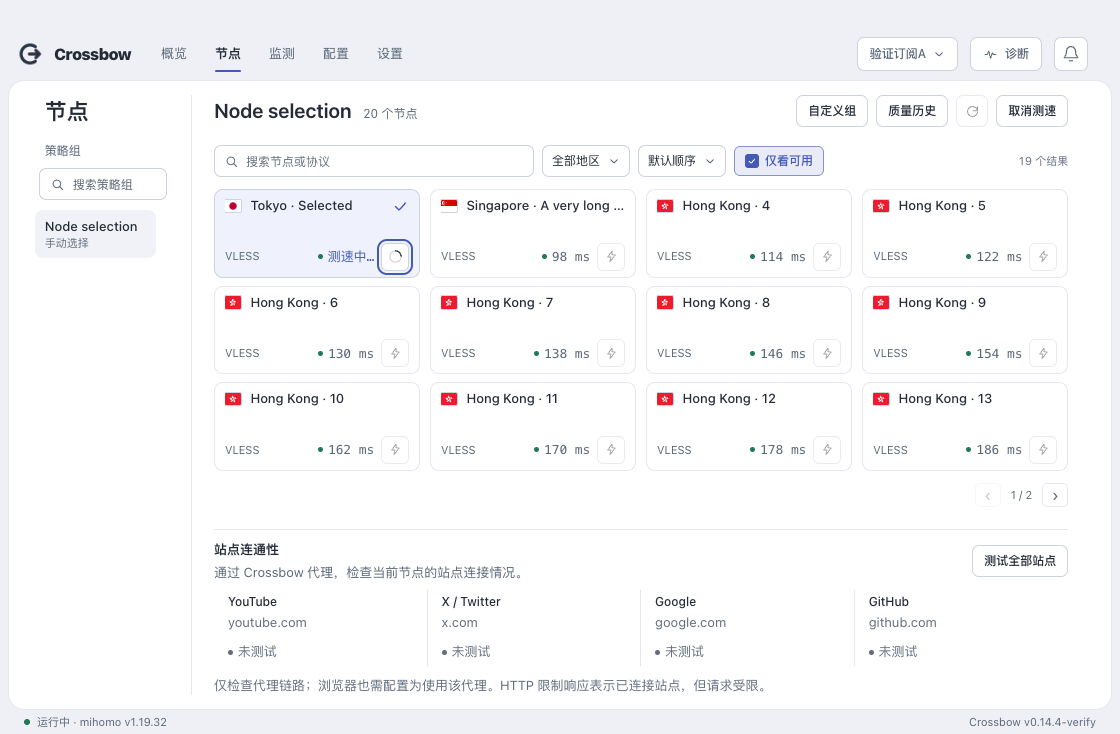 Crossbow 概览 节点 监测 配置 设置 验证订阅A 诊断
节点
策略组
搜索策略组
Node selection
手动选择
Node selection 20 个节点 自定义组 质量历史 取消测速
搜索节点或协议 全部地区 默认顺序 仅看可用 19 个结果
Tokyo · Selected
VLESS 测速中…
Singapore · A very long ...
VLESS 98 ms
Hong Kong · 4
VLESS 114 ms
Hong Kong · 5
VLESS 122 ms
Hong Kong · 6
VLESS 130 ms
Hong Kong · 7
VLESS 138 ms
Hong Kong · 8
VLESS 146 ms
Hong Kong · 9
VLESS 154 ms
Hong Kong · 10
VLESS 162 ms
Hong Kong · 11
VLESS 170 ms
Hong Kong · 12
VLESS 178 ms
Hong Kong · 13
VLESS 186 ms
1 / 2
站点连通性
通过 Crossbow 代理，检查当前节点的站点连接情况。
测试全部站点
YouTube
youtube.com
未测试
X / Twitter
x.com
未测试
Google
google.com
未测试
GitHub
github.com
未测试
仅检查代理链路；浏览器也需配置为使用该代理。HTTP 限制响应表示已连接站点，但请求受限。
运行中 · mihomo v1.19.32
Crossbow v0.14.4-verify